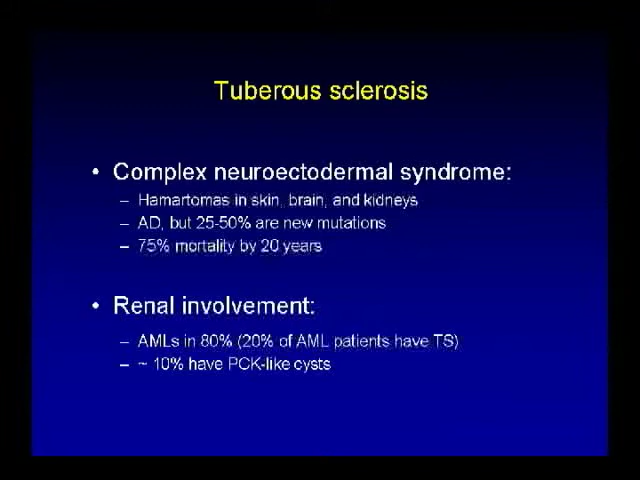 Tuberous sclerosis
• Complex neuroectodermal syndrome:
– Hamartomas in skin, brain, and kidneys
– AD, but 25-50% are new mutations
– 75% mortality by 20 years
• Renal involvement:
– AMLs in 80% (20% of AML patients have TS)
– ~ 10% have PCK-like cysts